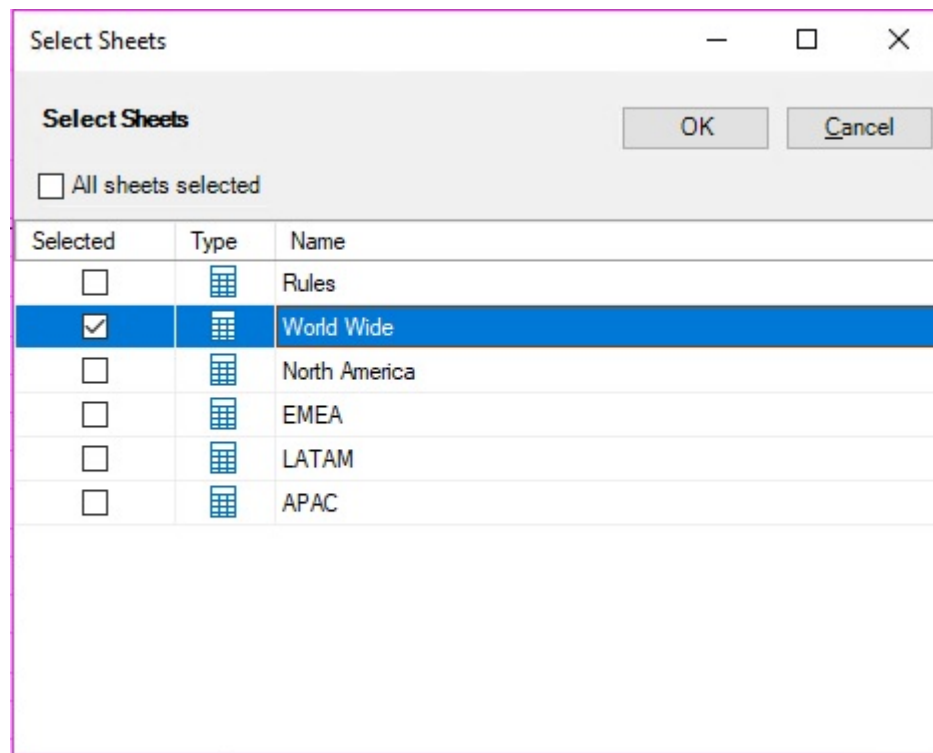 Select Sheets
Select Sheets
OK Cancel
All sheets selected
Selected Type Name
Rules
World Wide
North America
EMEA
LATAM
APAC